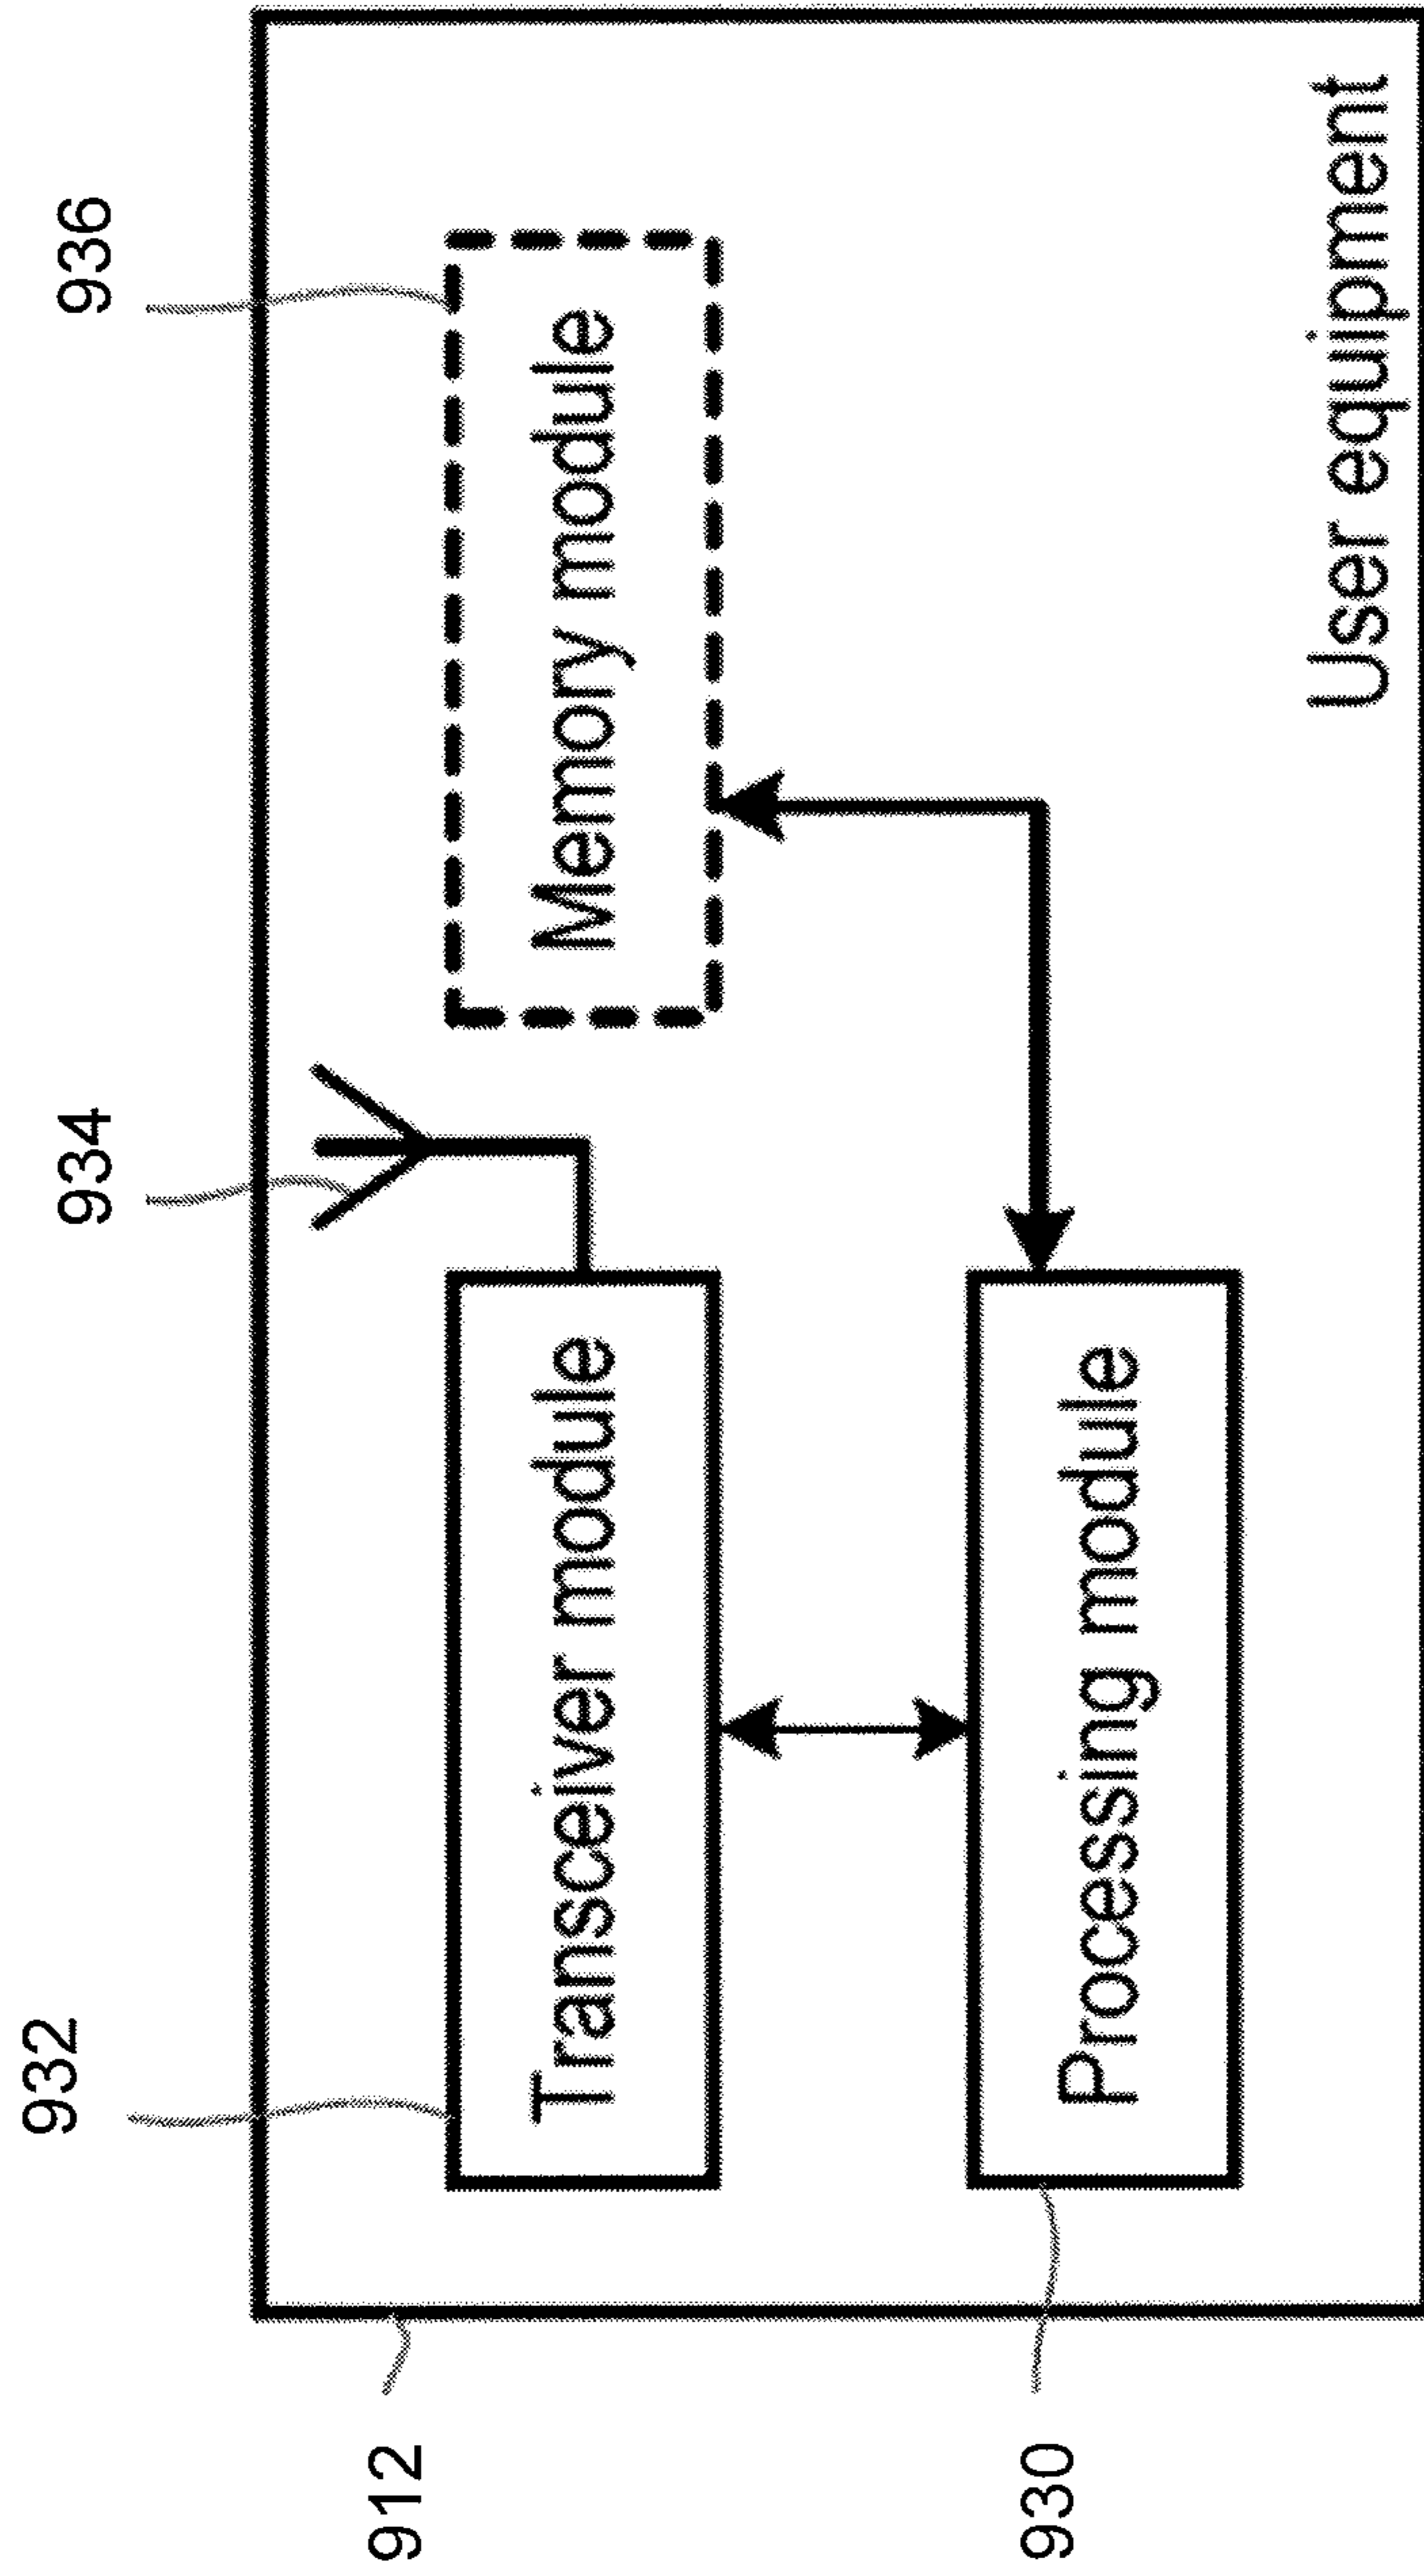 932
934
936
Transceiver module
Memory module
912
930
Processing module
User equipment